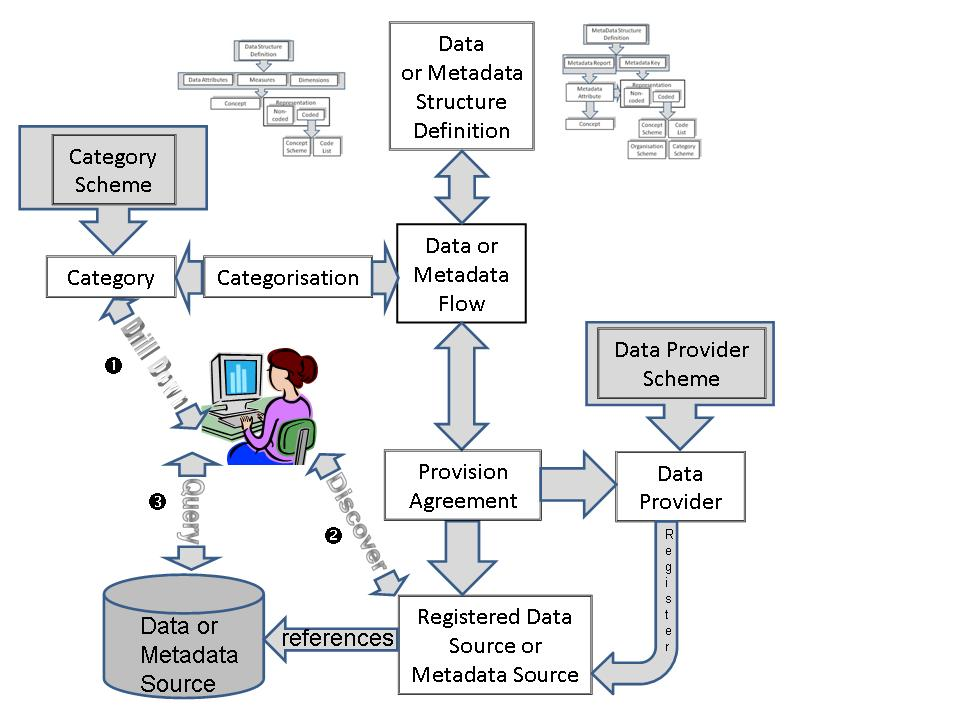 Data
or Metadata
Structure
Definition
Data Structure
Definition
Data Attributes
Measures
Dimensions
Concept
Representation
Non-
coded
Coded
Concept
Scheme
Code
List
MetaData Structure
Definition
Metadata Report
Metadata Key
Metadata
Attribute
Representation
Non-
coded
Coded
Concept
Concept
Scheme
Code
List
Organisation
Scheme
Category
Scheme
Category
Scheme
Category
Categorisation
Data or
Metadata
Flow
❶
Drill Down
Data Provider
Scheme
Provision
Agreement
Data
Provider
❸
Query
❷
Discover
Register
Data or
Metadata
Source
references
Registered Data
Source or
Metadata Source